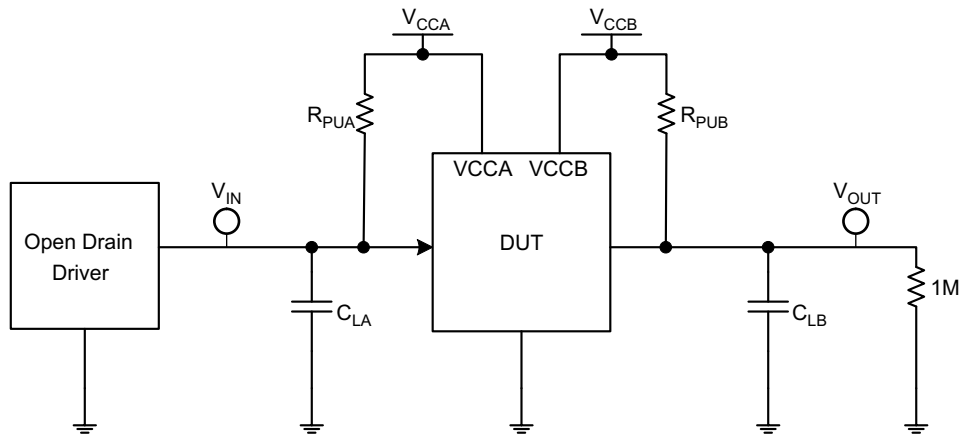 V_CCA
V_CCB
R_PUA
R_PUB
VCCA VCCB
V_IN
V_OUT
Open Drain
Driver
DUT
C_LA
C_LB
1M